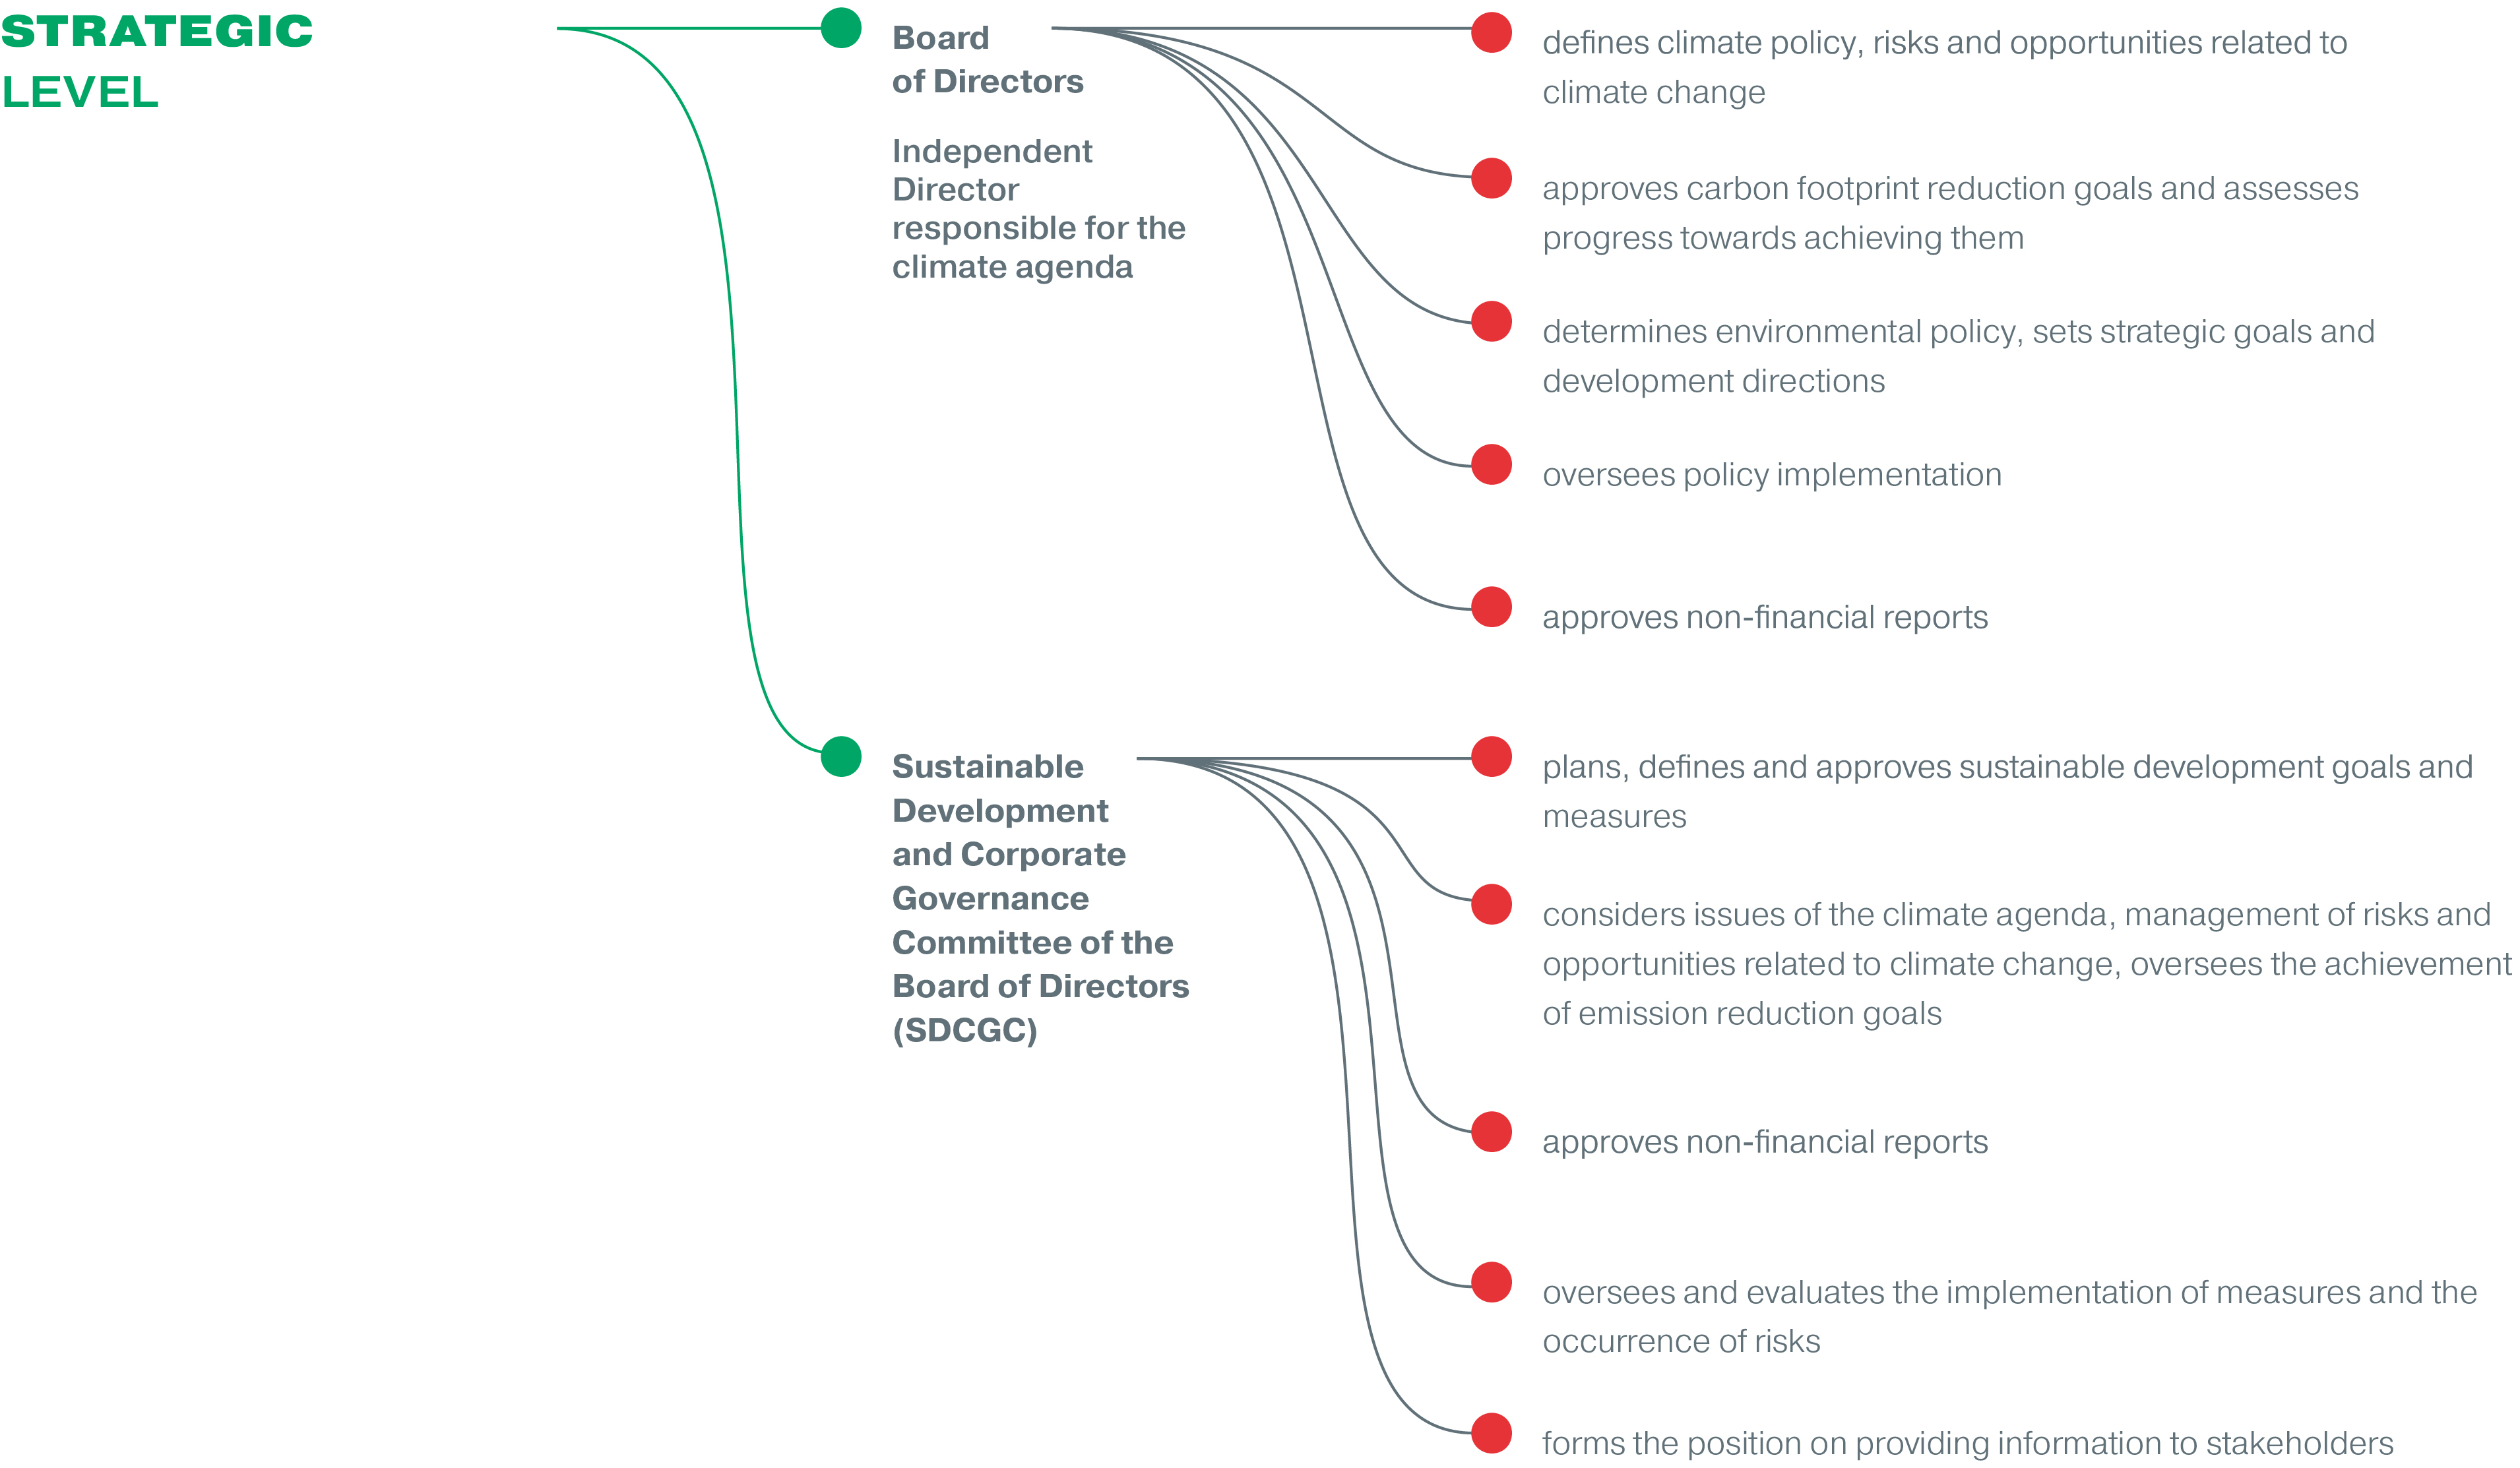 STRATEGIC
LEVEL
Board
of Directors
Independent
Director
responsible for the
climate agenda
defines climate policy, risks and opportunities related to
climate change
approves carbon footprint reduction goals and assesses
progress towards achieving them
determines environmental policy, sets strategic goals and
development directions
oversees policy implementation
approves non-financial reports
Sustainable
Development
and Corporate
Governance
Committee of the
Board of Directors
(SDCGC)
plans, defines and approves sustainable development goals and
measures
considers issues of the climate agenda, management of risks and
opportunities related to climate change, oversees the achievement
of emission reduction goals
approves non-financial reports
oversees and evaluates the implementation of measures and the
occurrence of risks
forms the position on providing information to stakeholders